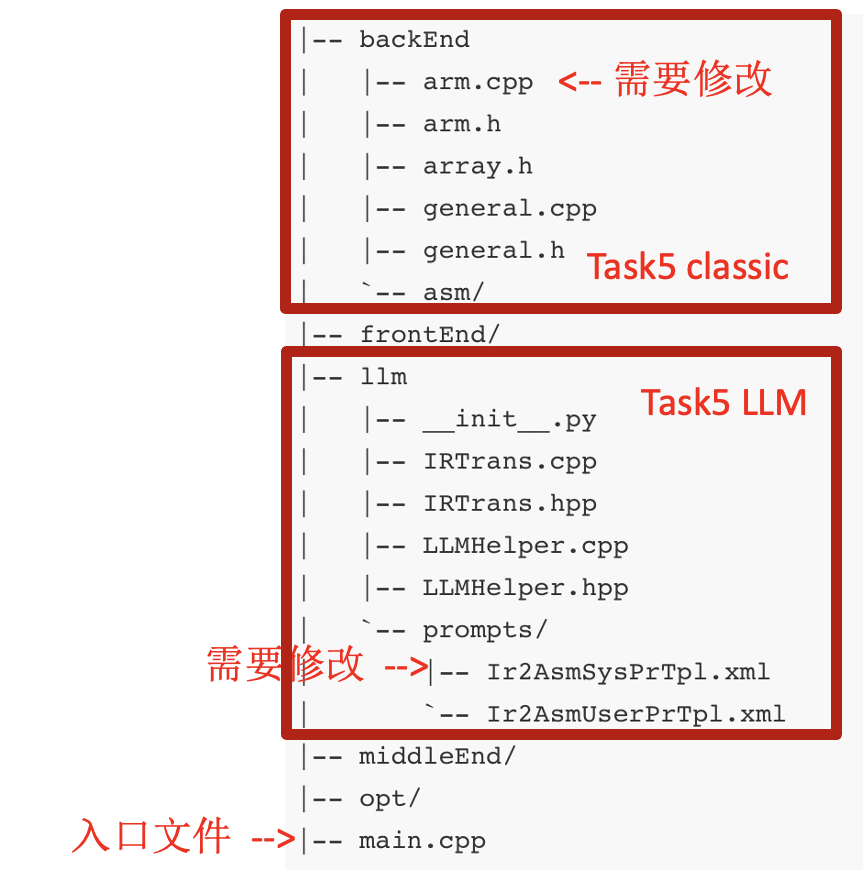 |-- backEnd
|   |-- arm.cpp <-- 需要修改
|   |-- arm.h
|   |-- array.h
|   |-- general.cpp
|   |-- general.h
Task5 classic
|   `-- asm/
|-- frontEnd/
|-- llm
Task5 LLM
|   |-- __init__.py
|   |-- IRTrans.cpp
|   |-- IRTrans.hpp
|   |-- LLMHelper.cpp
|   |-- LLMHelper.hpp
|   `-- prompts/
需要修改 -->|-- Ir2AsmSysPrTpl.xml
|       `-- Ir2AsmUserPrTpl.xml
|-- middleEnd/
|-- opt/
入口文件 -->|-- main.cpp